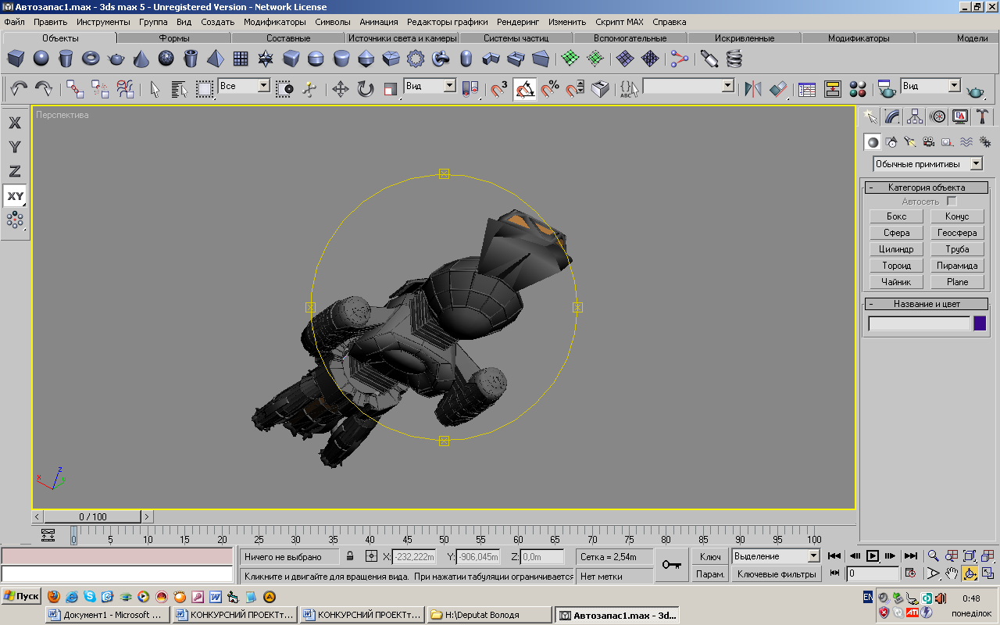 Автозапас1.max - 3ds max 5 - Unregistered Version - Network License
Файл Править Инструменты Группа Вид Создать Модификаторы Символы Анимация Редакторы графики Рендеринг Изменить Скрипт MAX Справка
Объекты Формы Составные Источники света и камеры Системы частиц Вспомогательные Искривленные Модификаторы Модели
Все Вид 3 % ABC Вид
Перспектива
X
Y
Z
XY
Обычные примитивы
- Категория объекта
Автосеть
Бокс Конус
Сфера Геосфера
Цилиндр Труба
Тороид Пирамида
Чайник Plane
- Название и цвет
z
x y
< 0 / 100 >
0 5 10 15 20 25 30 35 40 45 50 55 60 65 70 75 80 85 90 95 100
Ничего не выбрано X: -232,222m Y: -906,045m Z: 0,0m Сетка = 2,54m Ключ Выделение
Кликните и двигайте для вращения вида. При нажатии табуляции ограничивается Нет метки Парам. Ключевые фильтры 0
Пуск EN 0:48
Документ1 - Microsoft ... КОНКУРСНИЙ ПРОЕКТт... КОНКУРСНИЙ ПРОЕКТт... H:\Deputat Володя Автозапас1.max - 3d... ATI понеділок